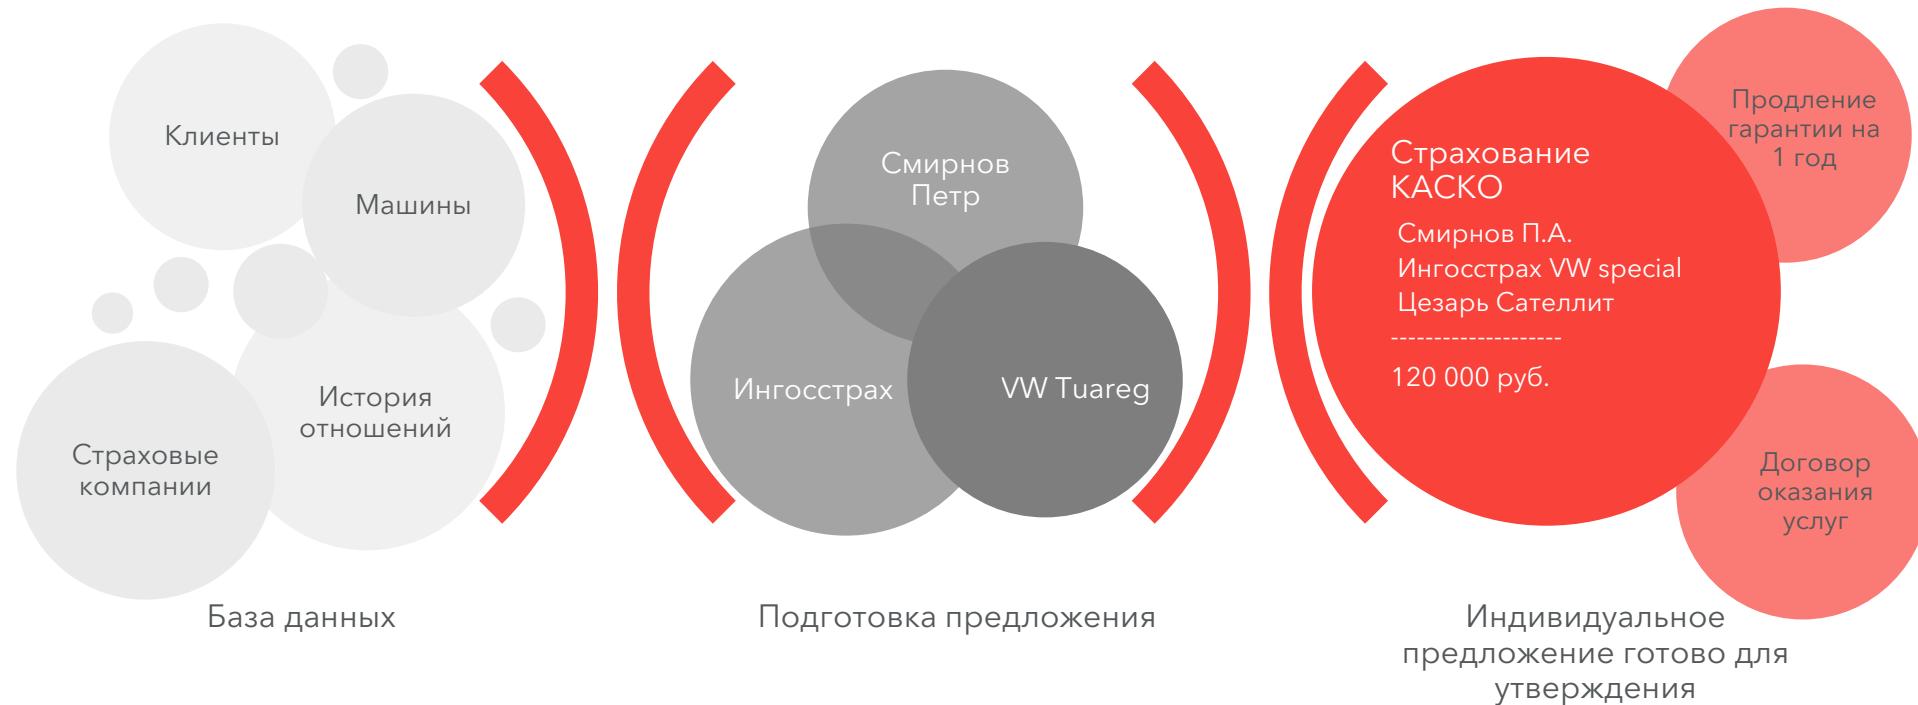 Клиенты
Машины
История
отношений
Страховые
компании
База данных
Смирнов
Петр
Ингосстрах
VW Tuareg
Подготовка предложения
Страхование
КАСКО
Смирнов П.А.
Ингосстрах VW special
Цезарь Сателлит
--------------------
120 000 руб.
Продление
гарантии на
1 год
Договор
оказания
услуг
Индивидуальное
предложение готово для
утверждения